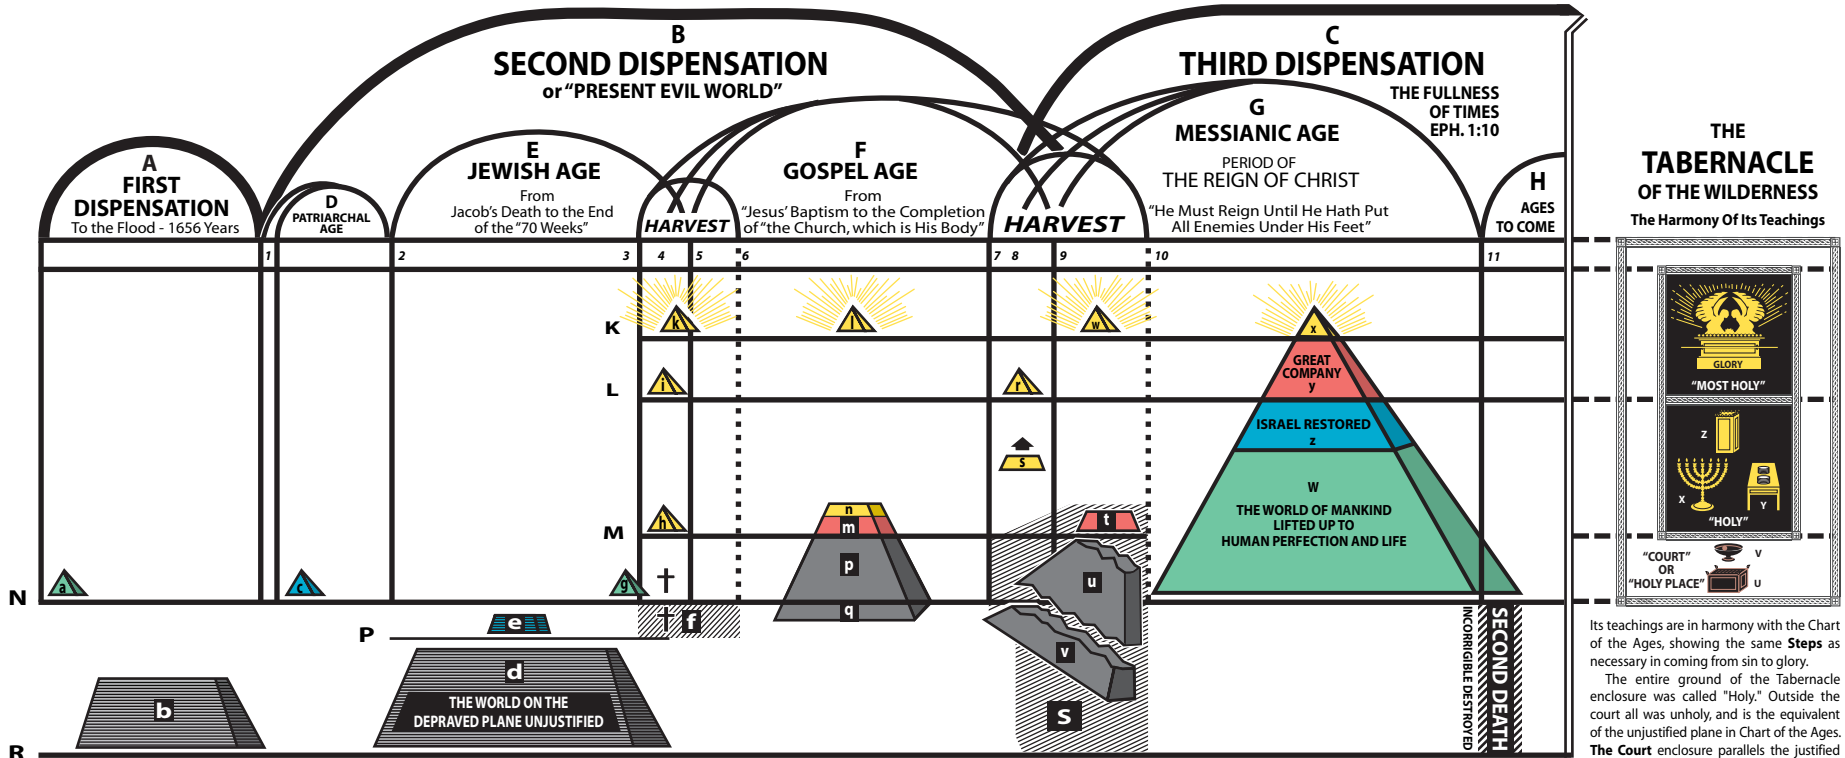 B
SECOND DISPENSATION
or “PRESENT EVIL WORLD”
C
THIRD DISPENSATION
THE FULLNESS
OF TIMES
EPH. 1:10
A
FIRST
DISPENSATION
To the Flood - 1656 Years
D
PATRIARCHAL
AGE
E
JEWISH AGE
From
Jacob’s Death to the End
of the “70 Weeks”
HARVEST
F
GOSPEL AGE
From
“Jesus’ Baptism to the Completion
of “the Church, which is His Body”
HARVEST
G
MESSIANIC AGE
PERIOD OF
THE REIGN OF CHRIST
“He Must Reign Until He Hath Put
All Enemies Under His Feet”
H
AGES
TO COME
1
2
3
4
5
6
7
8
9
10
11
K
k
l
w
x
L
i
r
GREAT
COMPANY
y
ISRAEL RESTORED
z
s
M
h
n
m
p
q
t
u
v
S
W
THE WORLD OF MANKIND
LIFTED UP TO
HUMAN PERFECTION AND LIFE
N
a
c
g
f
P
e
d
THE WORLD ON THE
DEPRAVED PLANE UNJUSTIFIED
b
R
INCORRIGIBLE DESTROYED
SECOND DEATH
THE
TABERNACLE
OF THE WILDERNESS
The Harmony Of Its Teachings
GLORY
“MOST HOLY”
Z
X
Y
“HOLY”
“COURT”
OR
“HOLY PLACE”
V
U
Its teachings are in harmony with the Chart
of the Ages, showing the same Steps as
necessary in coming from sin to glory.
The entire ground of the Tabernacle
enclosure was called "Holy." Outside the
court all was unholy, and is the equivalent
of the unjustified plane in Chart of the Ages.
The Court enclosure parallels the justified